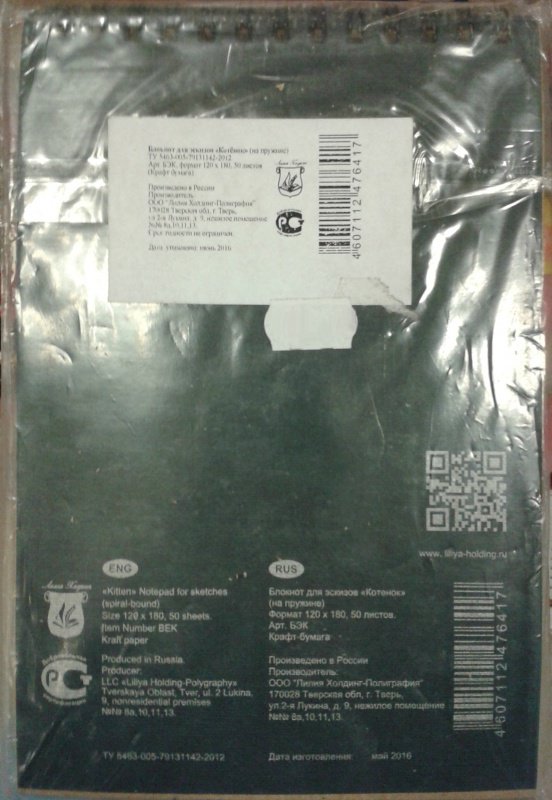 Блокнот для эскизов «Котёнок» (на пружине)
ТУ 5463-005-79131142-2012
Арт. БЭК, формат 120 x 180, 50 листов
(Крафт бумага)
Произведено в России
Производитель
ООО "Лилия Холдинг-Полиграфия"
170028 Тверская обл, г. Тверь,
ул 2-я Лукина, д. 9, нежилое помещение
№№ 8а,10,11,13.
Срок годности не ограничен.
Дата упаковки: июнь 2016
4607112476417
РСТ
www. liliya-holding.ru
ENG
«Kitten» Notepad for sketches
(spiral-bound)
Size 120 x 180, 50 sheets
Item Number BEK
Kraft paper
Produced in Russia.
Producer:
LLC «Liliya Holding-Polygraphy»
Tverskaya Oblast, Tver, ul. 2 Lukina,
9, nonresidential premises
№№ 8a,10,11,13.
ТУ 5463-005-79131142-2012
RUS
Блокнот для эскизов «Котенок»
(на пружине)
Формат 120 x 180, 50 листов.
Арт. БЭК
Крафт-бумага
Произведено в России
Производитель:
ООО "Лилия Холдинг-Полиграфия"
170028 Тверская обл, г. Тверь,
ул.2-я Лукина, д. 9, нежилое помещение
№№ 8а,10,11,13.
Дата изготовления: май 2016
4607112476417
Лилия Холдинг
РСТ